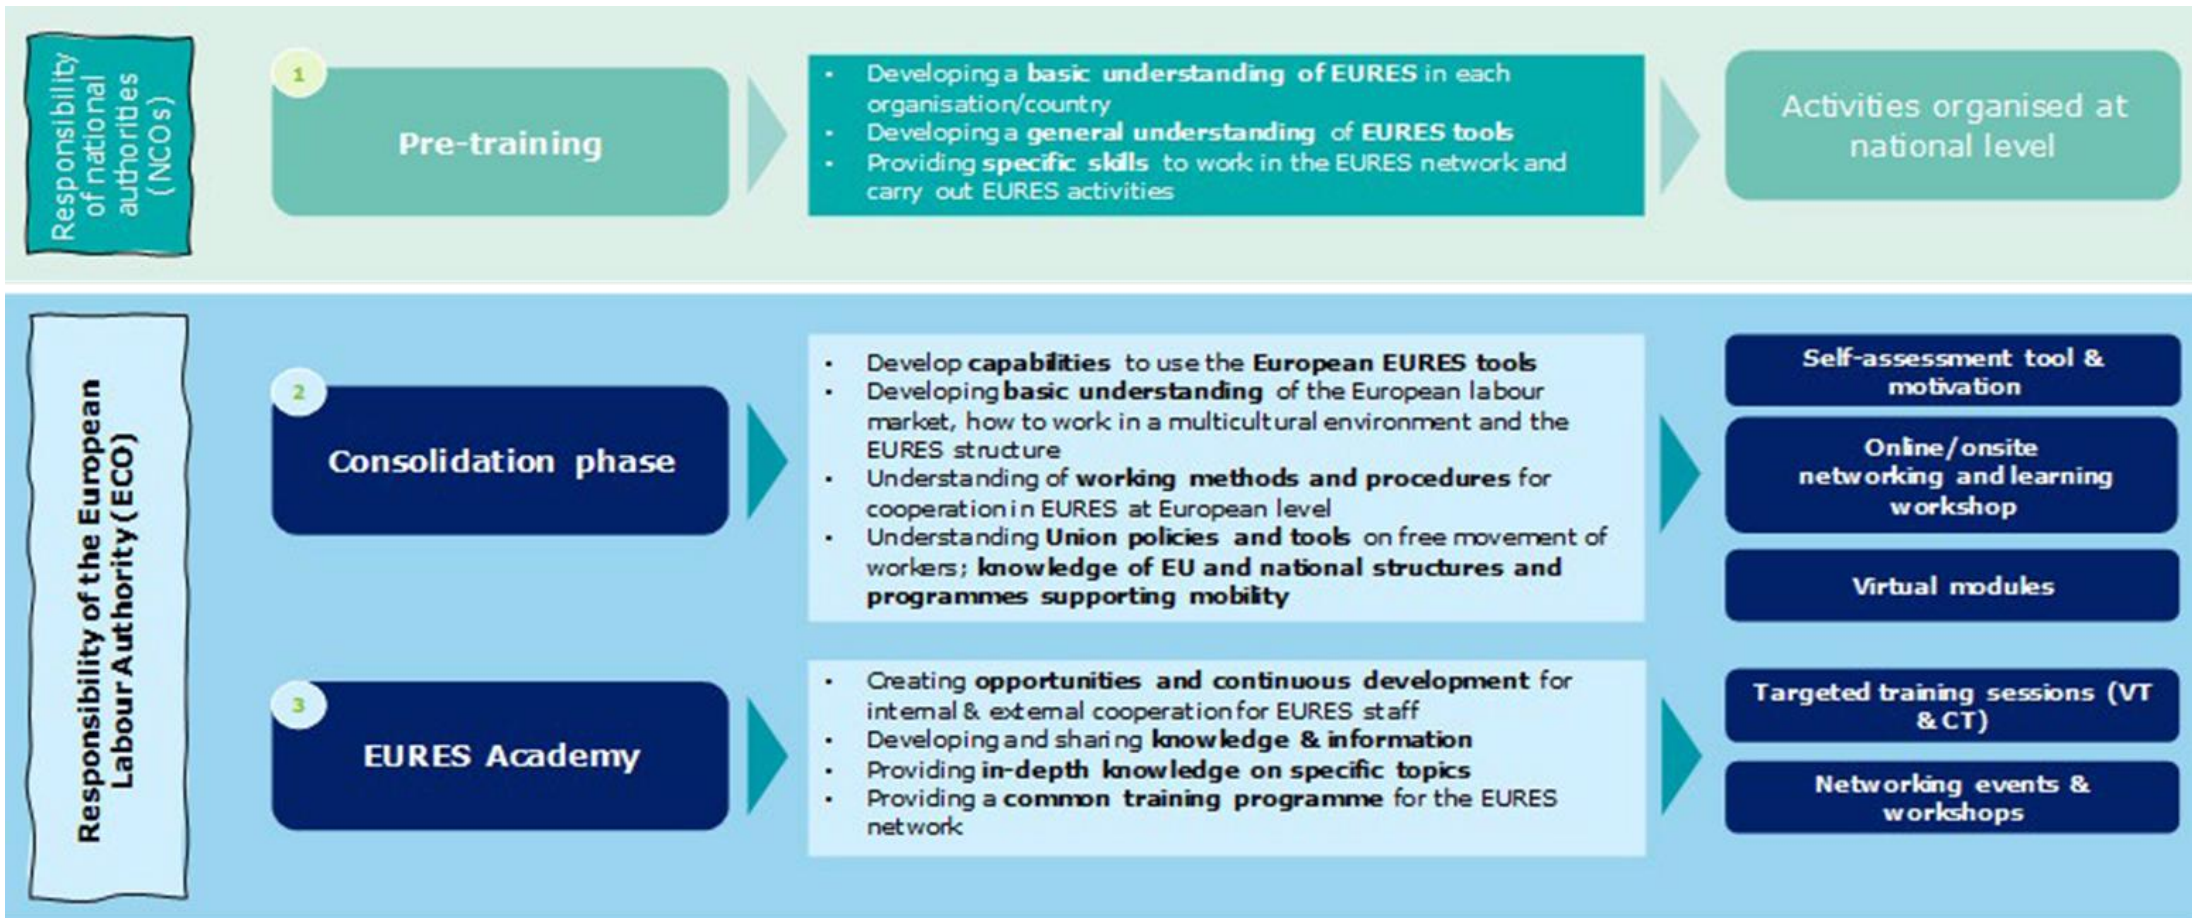 Responsibility
of national
authorities
(NCOs)
1
Pre-training
• Developing a basic understanding of EURES in each
organisation/country
• Developing a general understanding of EURES tools
• Providing specific skills to work in the EURES network and
carry out EURES activities
Activities organised at
national level
Responsibility of the European
Labour Authority (ECO)
2
Consolidation phase
• Develop capabilities to use the European EURES tools
• Developing basic understanding of the European labour
market, how to work in a multicultural environment and the
EURES structure
• Understanding of working methods and procedures for
cooperation in EURES at European level
• Understanding Union policies and tools on free movement of
workers; knowledge of EU and national structures and
programmes supporting mobility
Self-assessment tool &
motivation
Online/onsite
networking and learning
workshop
Virtual modules
3
EURES Academy
• Creating opportunities and continuous development for
internal & external cooperation for EURES staff
• Developing and sharing knowledge & information
• Providing in-depth knowledge on specific topics
• Providing a common training programme for the EURES
network
Targeted training sessions (VT
& CT)
Networking events &
workshops